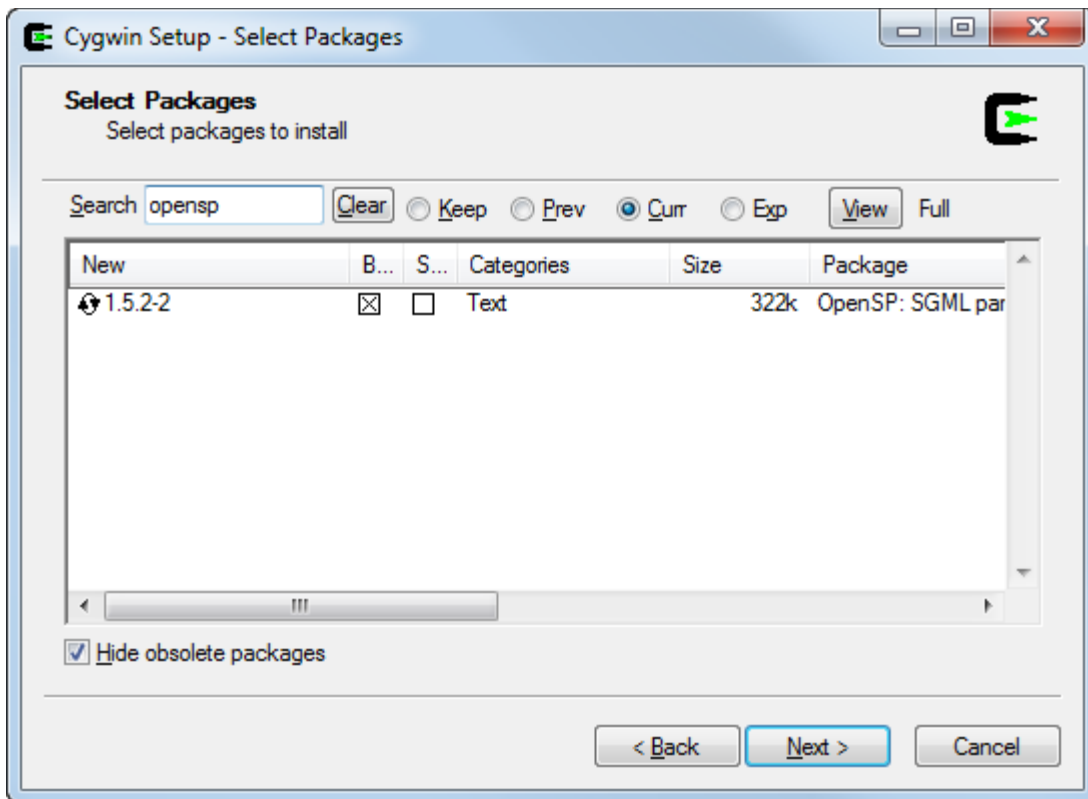 Cygwin Setup - Select Packages
Select Packages
Select packages to install
Search opensp Clear Keep Prev Curr Exp View Full
New B... S... Categories Size Package
1.5.2-2 Text 322k OpenSP: SGML par
Hide obsolete packages
< Back Next > Cancel